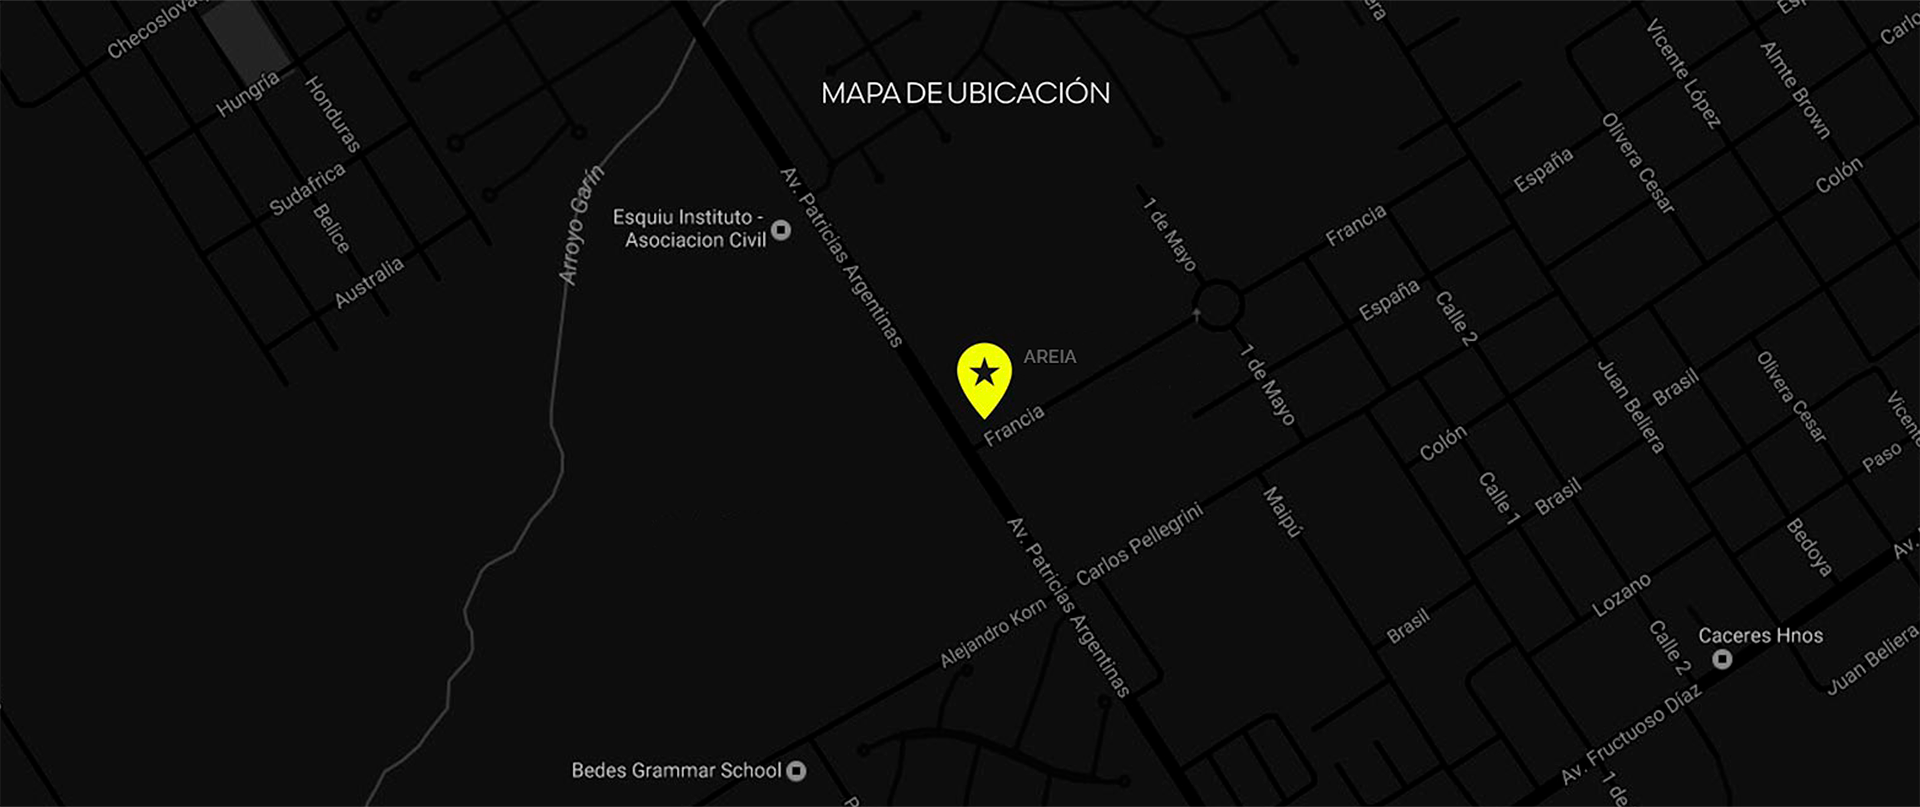 Checoslova
Hungría
Honduras
Sudafrica
Belice
Australia
Arroyo Garín
MAPA DE UBICACIÓN
Esquiu Instituto -
Asociacion Civil
Av. Patricias Argentinas
1 de Mayo
Francia
España
Vicente López
Almte Brown
Carlo
Olivera Cesar
Colón
España
Calle 2
AREIA
Francia
1 de Mayo
Juan Beliera
Brasil
Olivera Cesar
Vicente
Paso
Colón
Calle 1
Brasil
Maipú
Bedoya
Av.
Av. Patricias Argentinas
Carlos Pellegrini
Alejandro Korn
Brasil
Lozano
Calle 2
Caceres Hnos
Juan Beliera
Av. Fructuoso Díaz
1 de
Bedes Grammar School